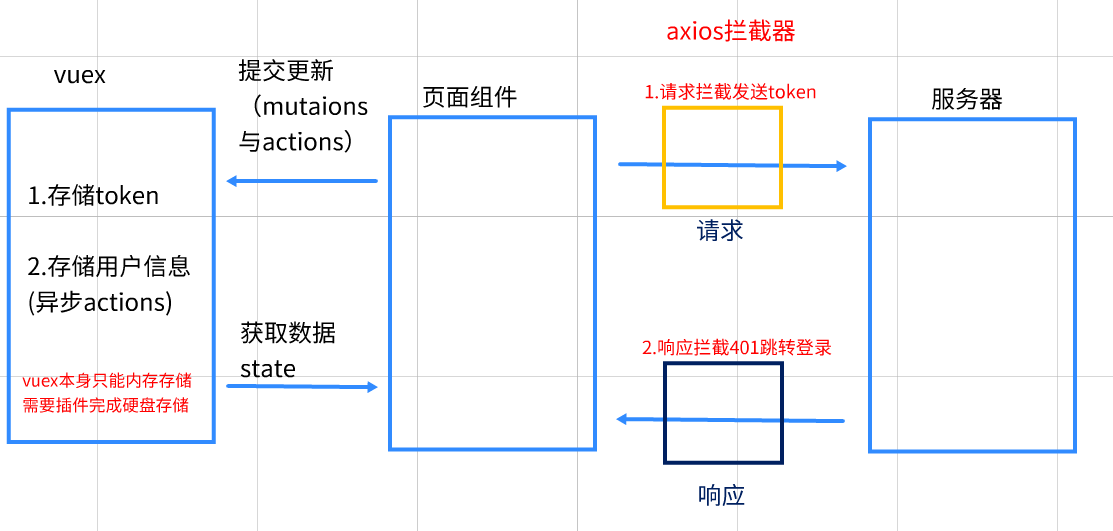 axios拦截器
vuex
提交更新
（mutaions
与actions）
页面组件
1.请求拦截发送token
服务器
1.存储token
请求
2.存储用户信息
(异步actions)
获取数据
state
2.响应拦截401跳转登录
vuex本身只能内存存储
需要插件完成硬盘存储
响应